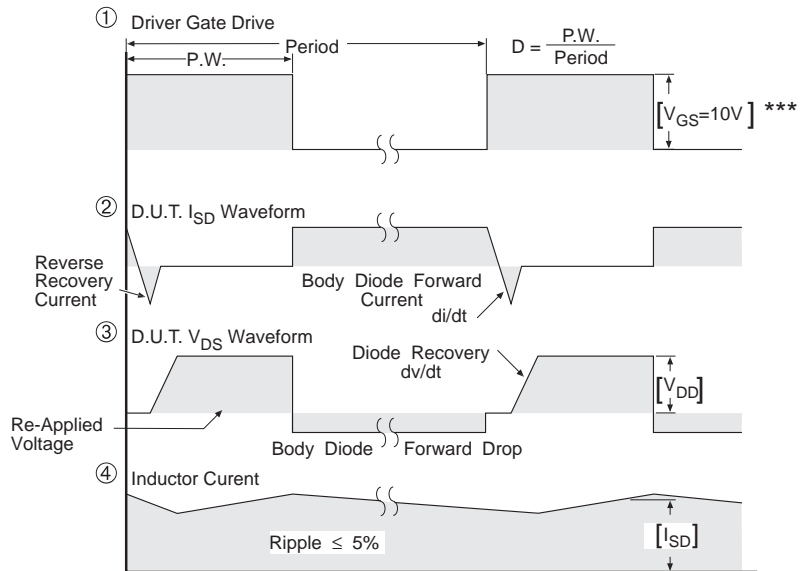 ① Driver Gate Drive
Period
P.W.
D = P.W. / Period
[VGS=10V] ***
② D.U.T. ISD Waveform
Reverse
Recovery
Current
Body Diode Forward
Current
di/dt
③ D.U.T. VDS Waveform
Diode Recovery
dv/dt
[VDD]
Re-Applied
Voltage
Body Diode Forward Drop
④ Inductor Curent
Ripple ≤ 5%
[ISD]